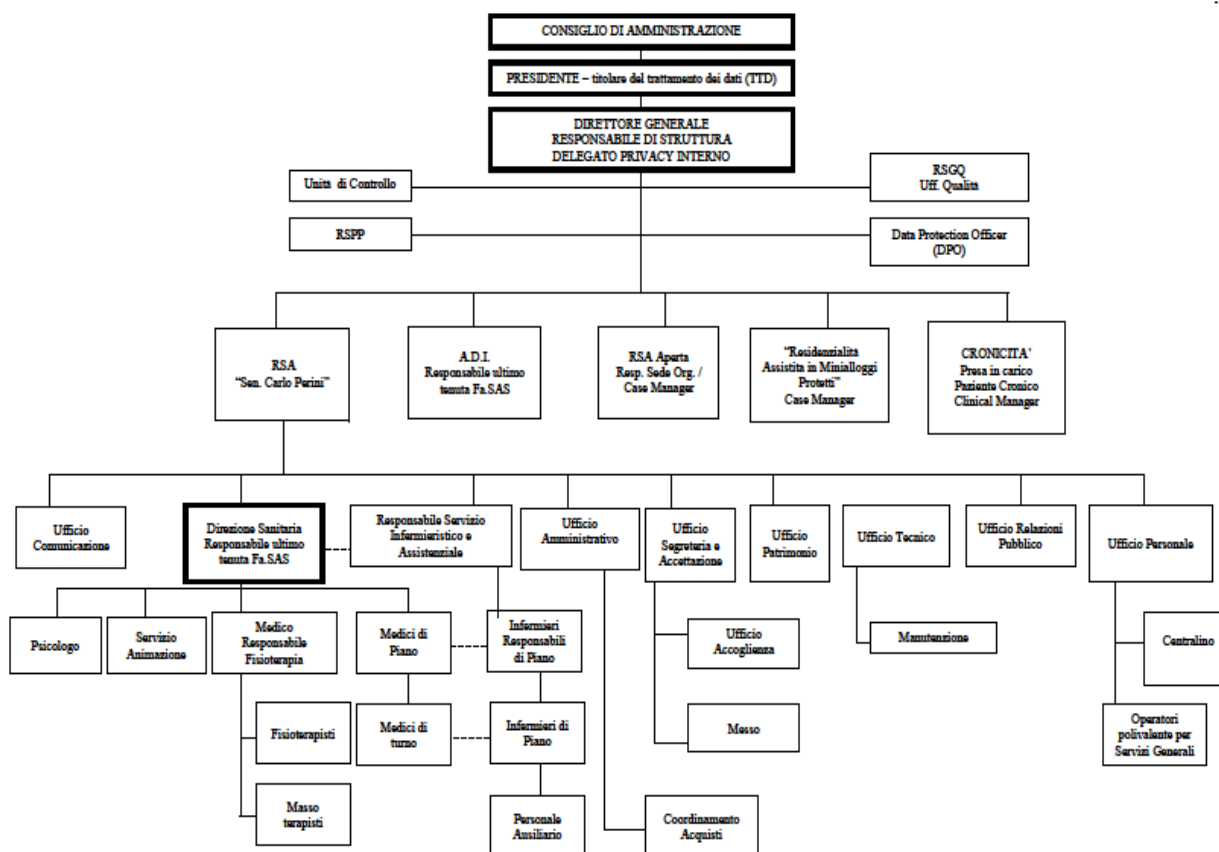 CONSIGLIO DI AMMINISTRAZIONE
PRESIDENTE – titolare del trattamento dei dati (TTD)
DIRETTORE GENERALE
RESPONSABILE DI STRUTTURA
DELEGATO PRIVACY INTERNO
Unità di Controllo
RSGQ
Uff. Qualità
RSPP
Data Protection Officer
(DPO)
RSA
“Sen. Carlo Perini”
A.D.I.
Responsabile ultimo
tenuta Fa.SAS
RSA Aperta
Resp. Sede Org. /
Case Manager
“Residenzialità
Assistita in Minialloggi
Protetti”
Case Manager
CRONICITA’
Presa in carico
Paziente Cronico
Clinical Manager
Ufficio
Comunicazione
Direzione Sanitaria
Responsabile ultimo
tenuta Fa.SAS
Responsabile Servizio
Infermieristico e
Assistenziale
Ufficio
Amministrativo
Ufficio
Segreteria e
Accettazione
Ufficio
Patrimonio
Ufficio Tecnico
Ufficio Relazioni
Pubblico
Ufficio Personale
Psicologo
Servizio
Animazione
Medico
Responsabile
Fisioterapia
Medici di
Piano
Infermieri
Responsabili
di Piano
Ufficio
Accoglienza
Manutenzione
Centralino
Fisioterapisti
Medici di
turno
Infermieri di
Piano
Messo
Operatori
polivalente per
Servizi Generali
Masso
terapisti
Personale
Ausiliario
Coordinamento
Acquisti